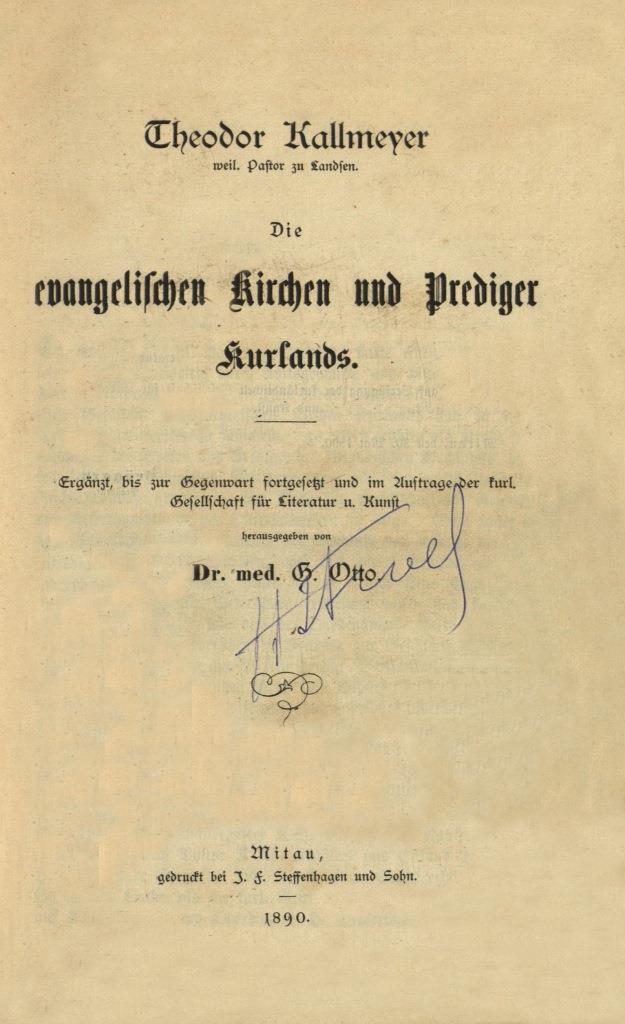 Theodor Kallmeyer
weil. Pastor zu Landsen.
Die
evangelischen Kirchen und Prediger
Kurlands.
Ergänzt, bis zur Gegenwart fortgesetzt und im Auftrage der kurl.
Gesellschaft für Literatur u. Kunst
herausgegeben von
Dr. med. G. Otto.
Mitau,
gedruckt bei J. F. Steffenhagen und Sohn.
1890.